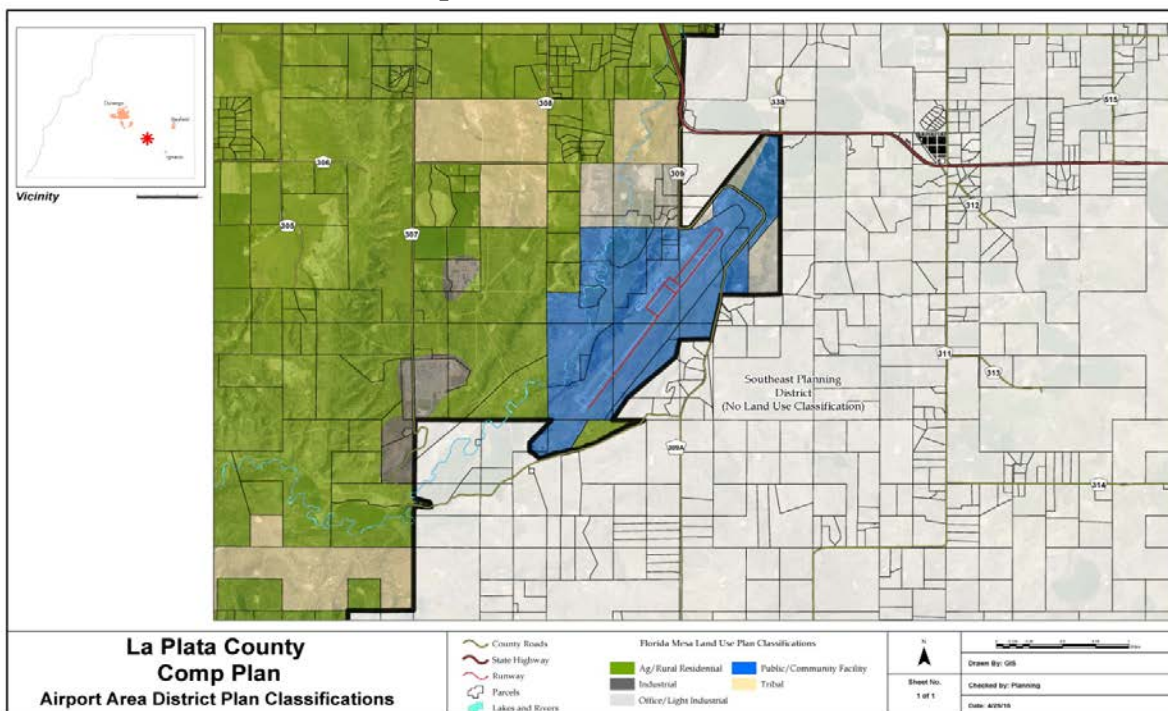 Durango
Bayfield
Ignacio
Vicinity
308
338
515
306
309
312
305
307
311
313
Southeast Planning
District
(No Land Use Classification)
309A
314
La Plata County
Comp Plan
Airport Area District Plan Classifications
County Roads
State Highway
Runway
Parcels
Lakes and Rivers
Florida Mesa Land Use Plan Classifications
Ag/Rural Residential
Industrial
Office/Light Industrial
Public/Community Facility
Tribal
N
Sheet No.
1 of 1
Drawn By: GIS
Checked by: Planning
Date: